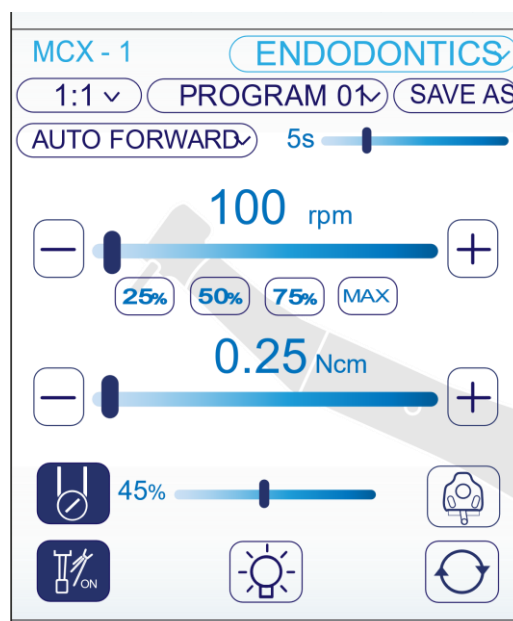 MCX - 1 ENDODONTICS
1:1 PROGRAM 01 SAVE AS
AUTO FORWARD 5s
100 rpm
25% 50% 75% MAX
0.25 Ncm
45%
ON